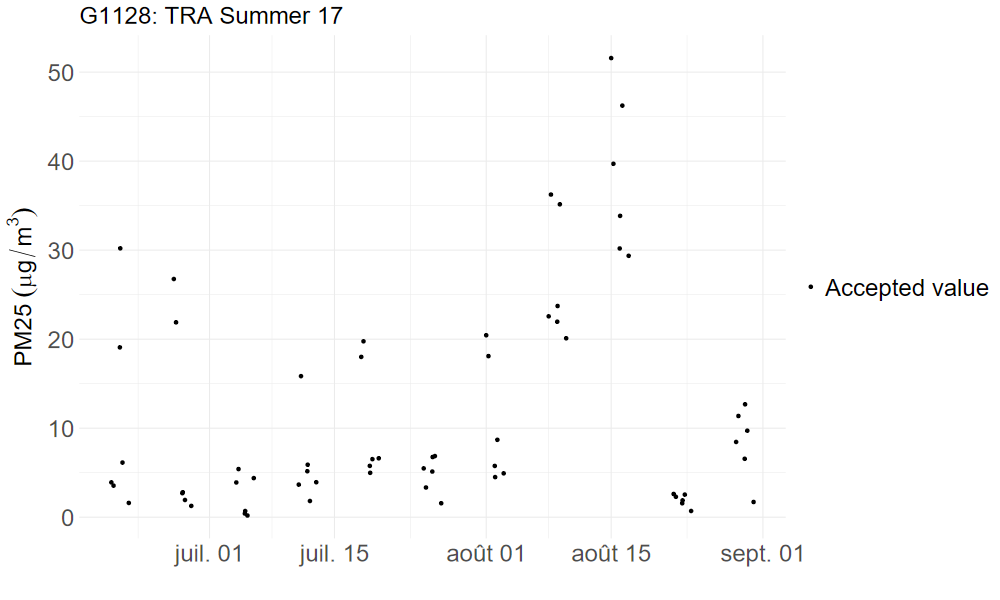 G1128: TRA Summer 17
PM25 (μg/m³)
50
40
30
20
10
0
juil. 01
juil. 15
août 01
août 15
sept. 01
Accepted value